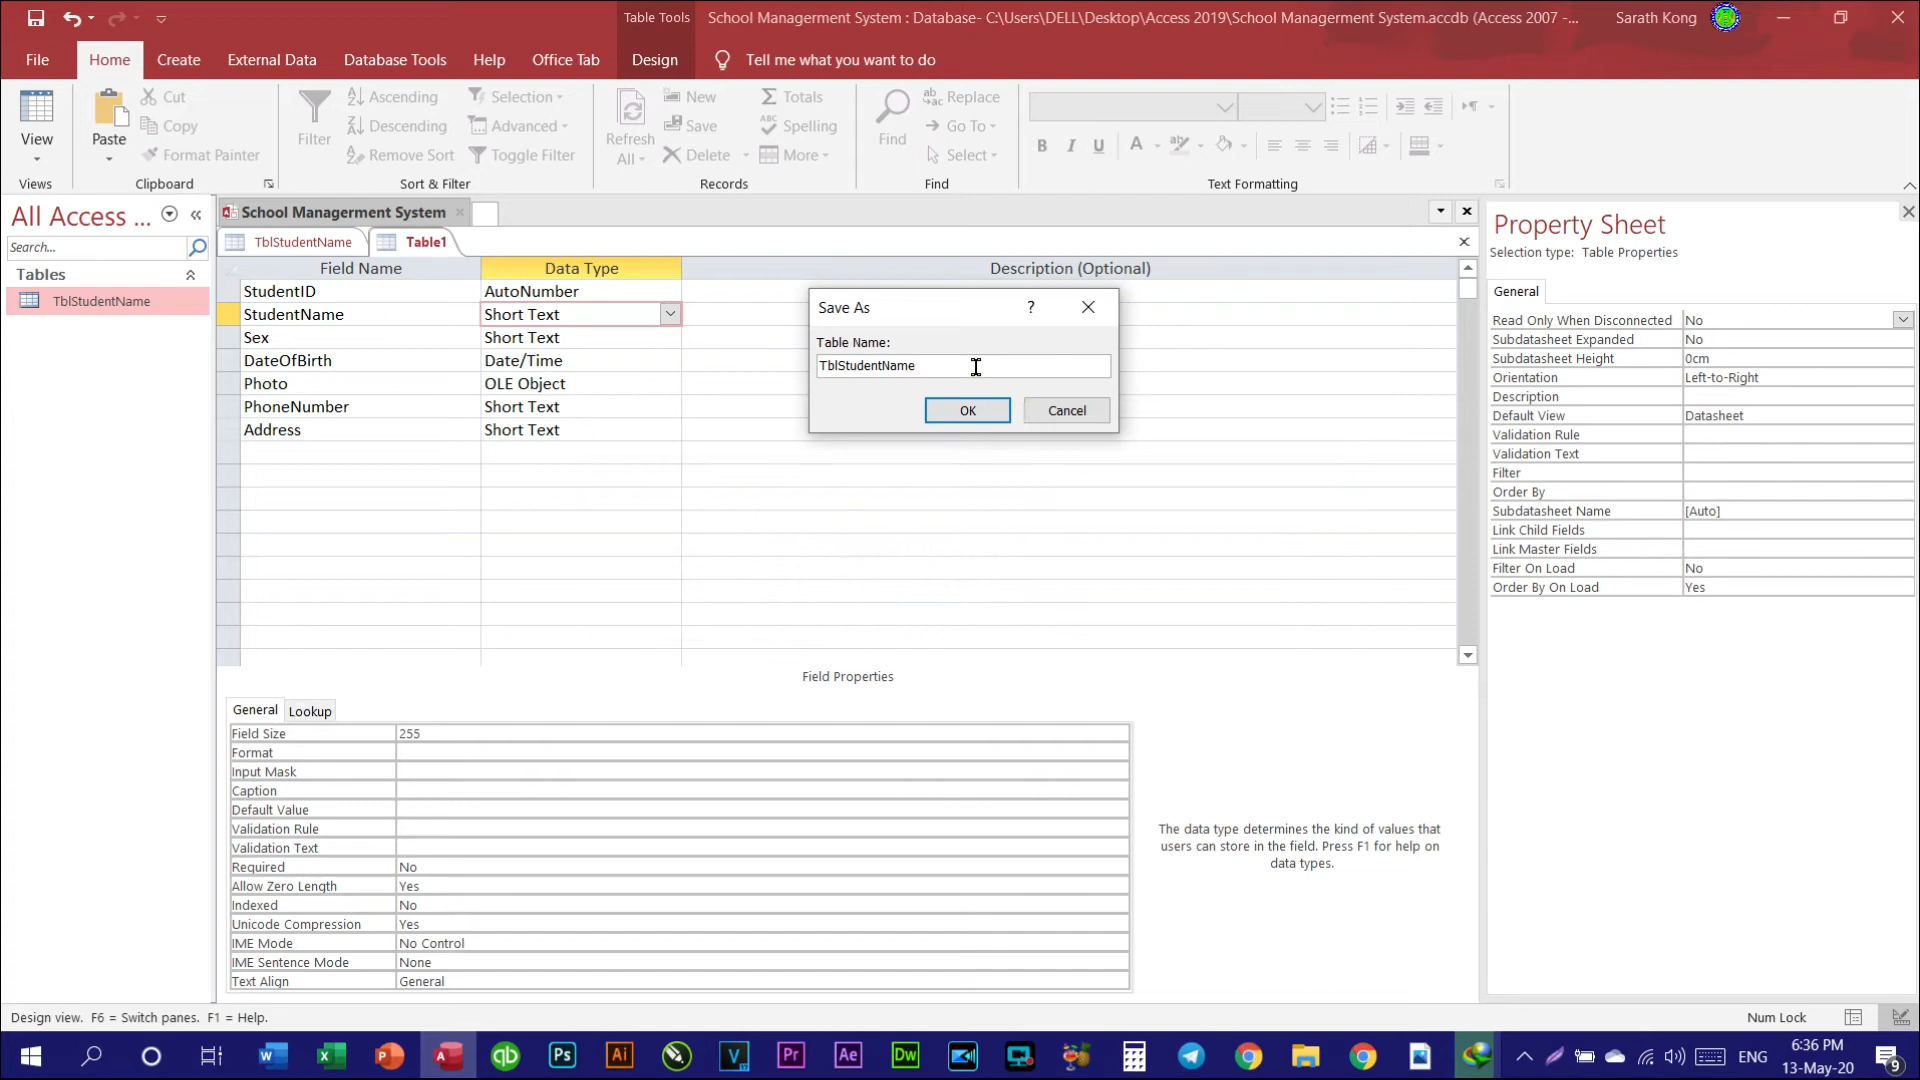 Table Tools
School Managerment System : Database- C:\Users\DELL\Desktop\Access 2019\School Managerment System.accdb (Access 2007 -...
Sarath Kong
File Home Create External Data Database Tools Help Office Tab Design Tell me what you want to do
View
Views
Paste
Cut
Copy
Format Painter
Clipboard
Filter
Ascending
Descending
Remove Sort
Selection
Advanced
Toggle Filter
Sort & Filter
Refresh
All
New
Save
Delete
Totals
Spelling
More
Records
Find
Replace
Go To
Select
Find
B I U A
Text Formatting
All Access ...
Search...
Tables
TblStudentName
School Managerment System
TblStudentName Table1
Field Name Data Type Description (Optional)
StudentID AutoNumber
StudentName Short Text
Sex Short Text
DateOfBirth Date/Time
Photo OLE Object
PhoneNumber Short Text
Address Short Text
Save As ?
Table Name:
TblStudentName
OK Cancel
Field Properties
General Lookup
Field Size 255
Format
Input Mask
Caption
Default Value
Validation Rule
Validation Text
Required No
Allow Zero Length Yes
Indexed No
Unicode Compression Yes
IME Mode No Control
IME Sentence Mode None
Text Align General
The data type determines the kind of values that
users can store in the field. Press F1 for help on
data types.
Property Sheet
Selection type: Table Properties
General
Read Only When Disconnected No
Subdatasheet Expanded No
Subdatasheet Height 0cm
Orientation Left-to-Right
Description
Default View Datasheet
Validation Rule
Validation Text
Filter
Order By
Subdatasheet Name [Auto]
Link Child Fields
Link Master Fields
Filter On Load No
Order By On Load Yes
Design view. F6 = Switch panes. F1 = Help.
Num Lock
ENG
6:36 PM
13-May-20
9